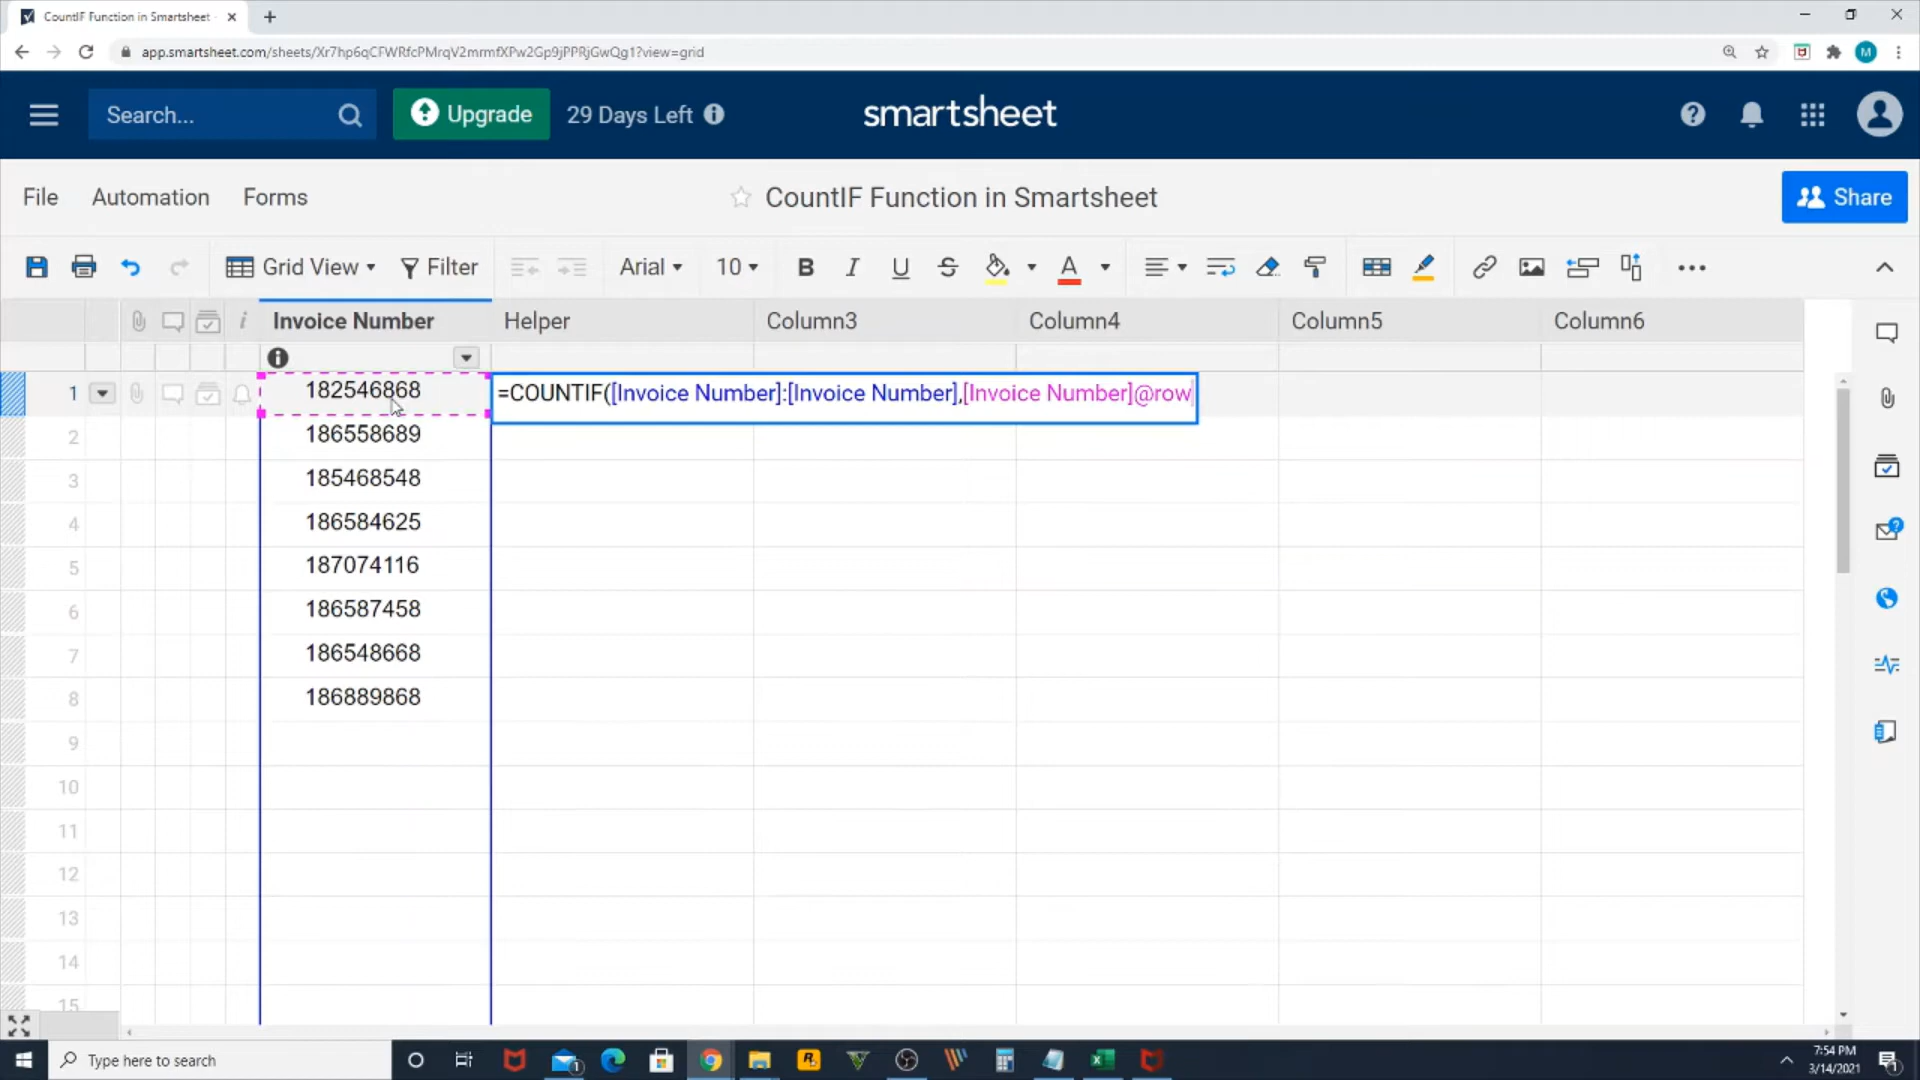 CountIF Function in Smartsheet
app.smartsheet.com/sheets/Xr7hp6qCFWRfcPMrqV2mrmfXPw2Gp9jPPRjGwQg1?view=grid
M
Search...
Upgrade
29 Days Left
smartsheet
File
Automation
Forms
CountIF Function in Smartsheet
Share
Grid View
Filter
Arial
10
B
I
U
S
A
Invoice Number
Helper
Column3
Column4
Column5
Column6
1
182546868
=COUNTIF([Invoice Number]:[Invoice Number],[Invoice Number]@row
2
186558689
3
185468548
4
186584625
5
187074116
6
186587458
7
186548668
8
186889868
9
10
11
12
13
14
15
Type here to search
7:54 PM
3/14/2021